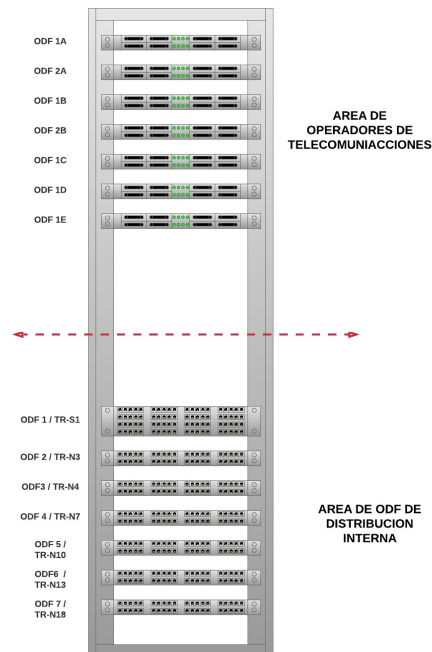 ODF 1A
ODF 2A
ODF 1B
ODF 2B
ODF 1C
ODF 1D
ODF 1E
AREA DE
OPERADORES DE
TELECOMUNIACCIONES
ODF 1 / TR-S1
ODF 2 / TR-N3
ODF3 / TR-N4
ODF 4 / TR-N7
ODF 5 /
TR-N10
ODF6 /
TR-N13
ODF 7 /
TR-N18
AREA DE ODF DE
DISTRIBUCION
INTERNA